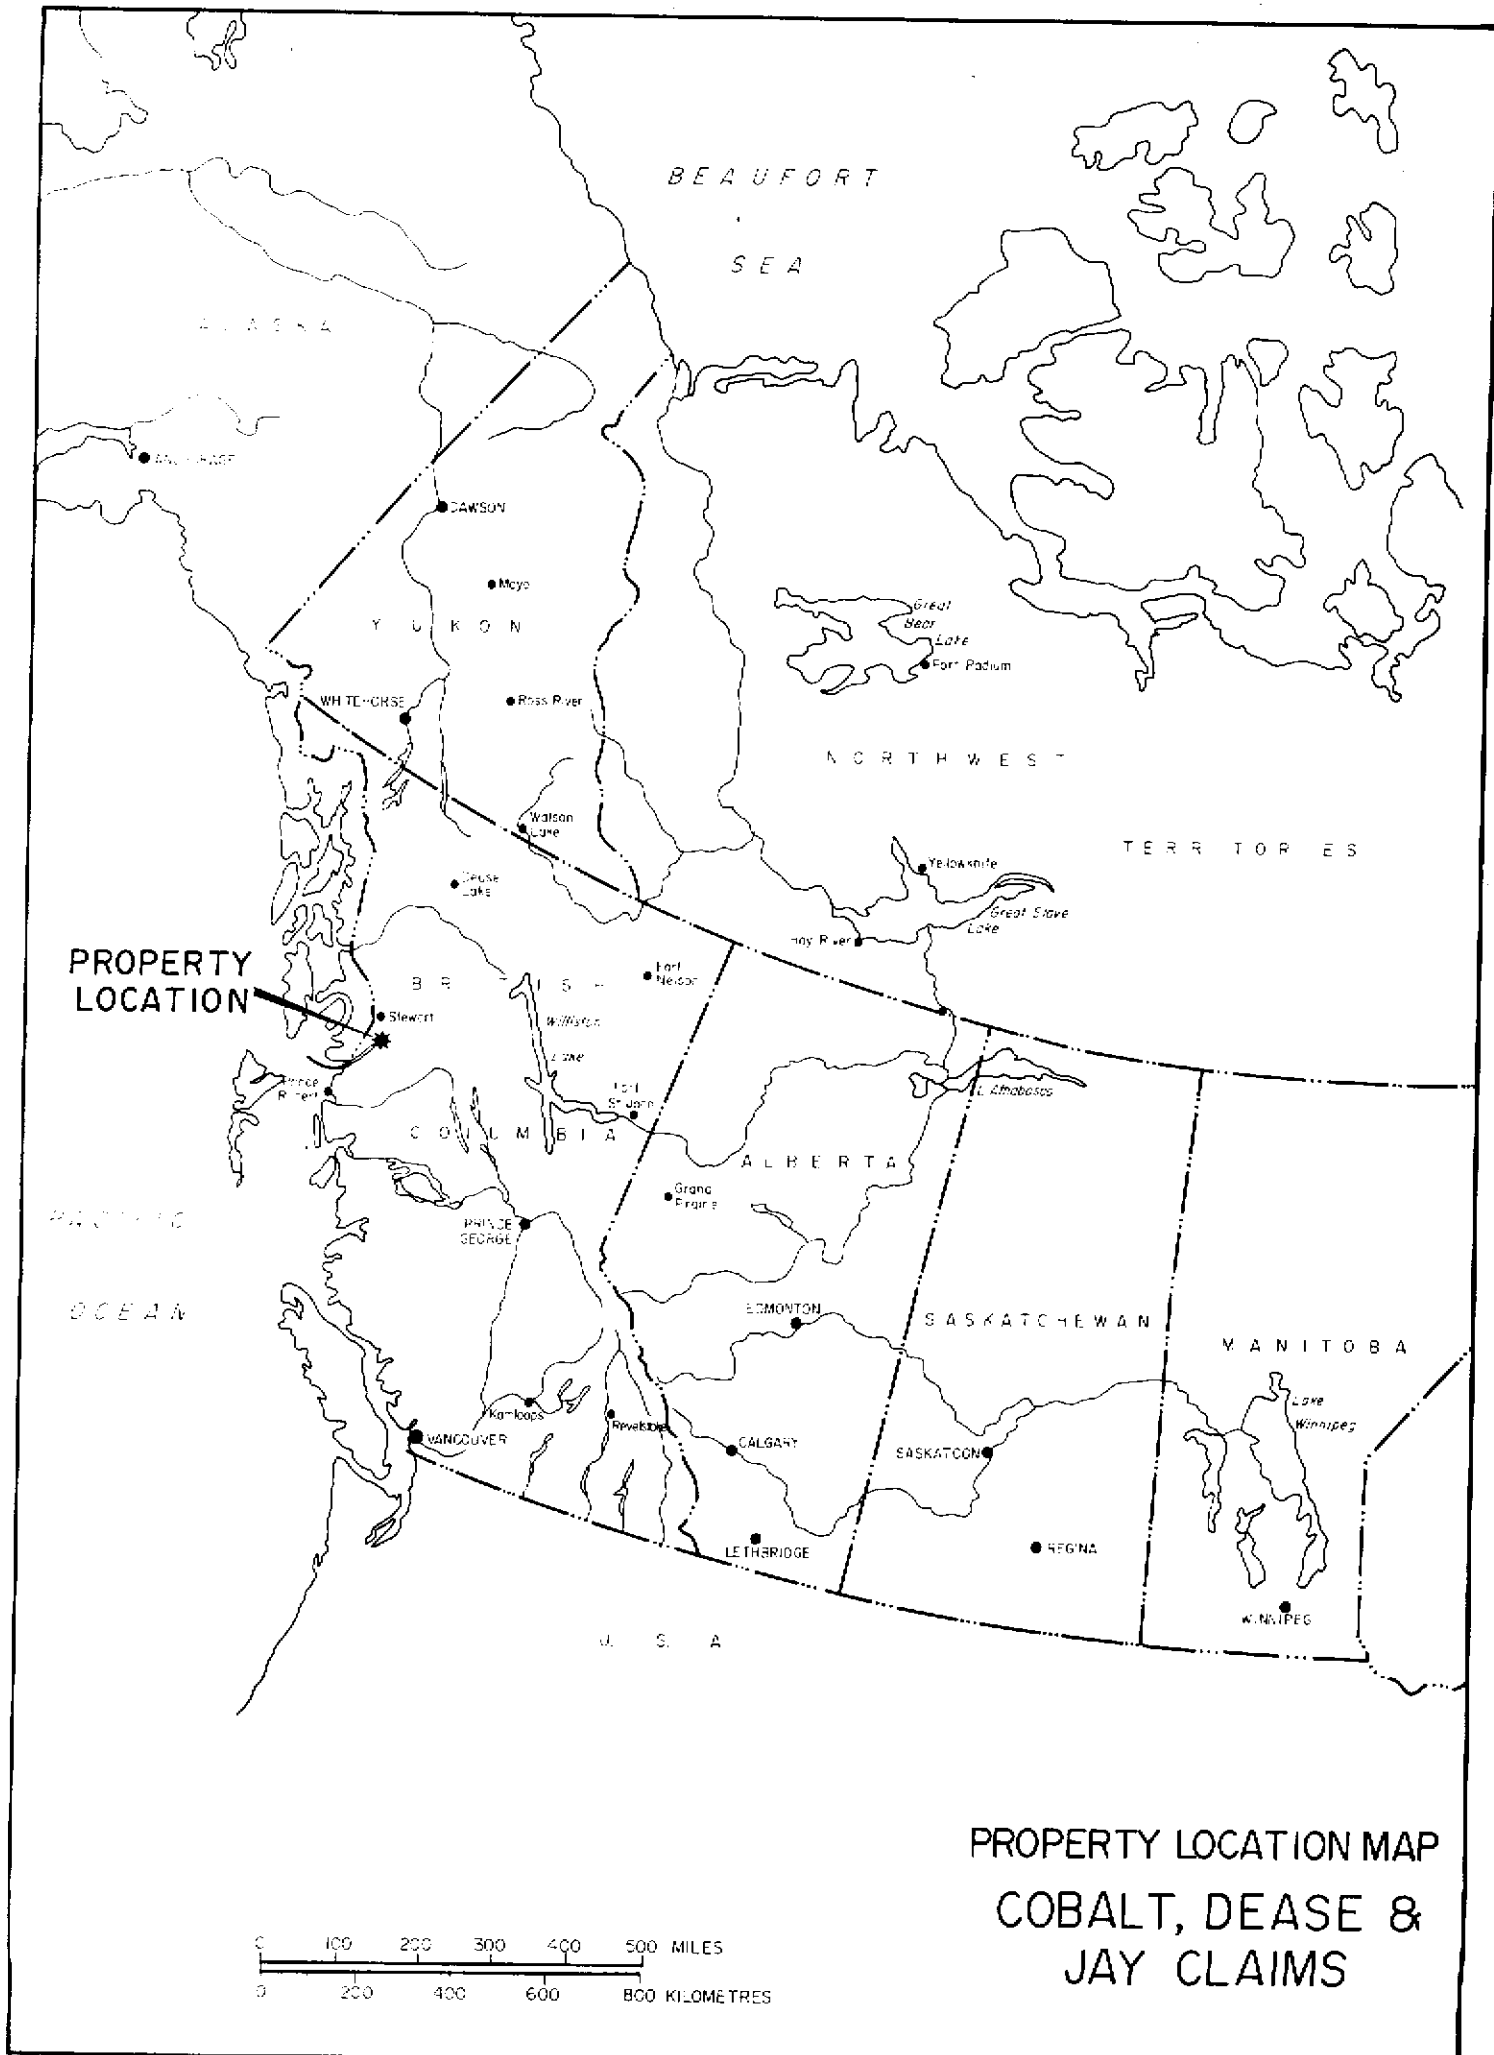 BEAUFORT
SEA
ALASKA
ANCHORAGE
DAWSON
Mayo
YUKON
Great
Bear
Lake
Fort Radium
WHITEHORSE
Ross River
NORTHWEST
TERRITORIES
Watson
Lake
Dease
Lake
Yellowknife
Great Slave
Lake
Hay River
PROPERTY
LOCATION
BRITISH
Fort
Nelson
Stewart
Williston
Lake
Prince
Rupert
Fort
St John
L Athabasca
COLUMBIA
ALBERTA
Grand
PACIFIC
OCEAN
PRINCE
GEORGE
EDMONTON
SASKATCHEWAN
MANITOBA
Lake
Winnipeg
Kamloops
Revelstoke
VANCOUVER
CALGARY
SASKATOON
LETHBRIDGE
REGINA
WINNIPEG
U. S. A
PROPERTY LOCATION MAP
COBALT, DEASE &
JAY CLAIMS
0 100 200 300 400 500 MILES
0 200 400 600 800 KILOMETRES